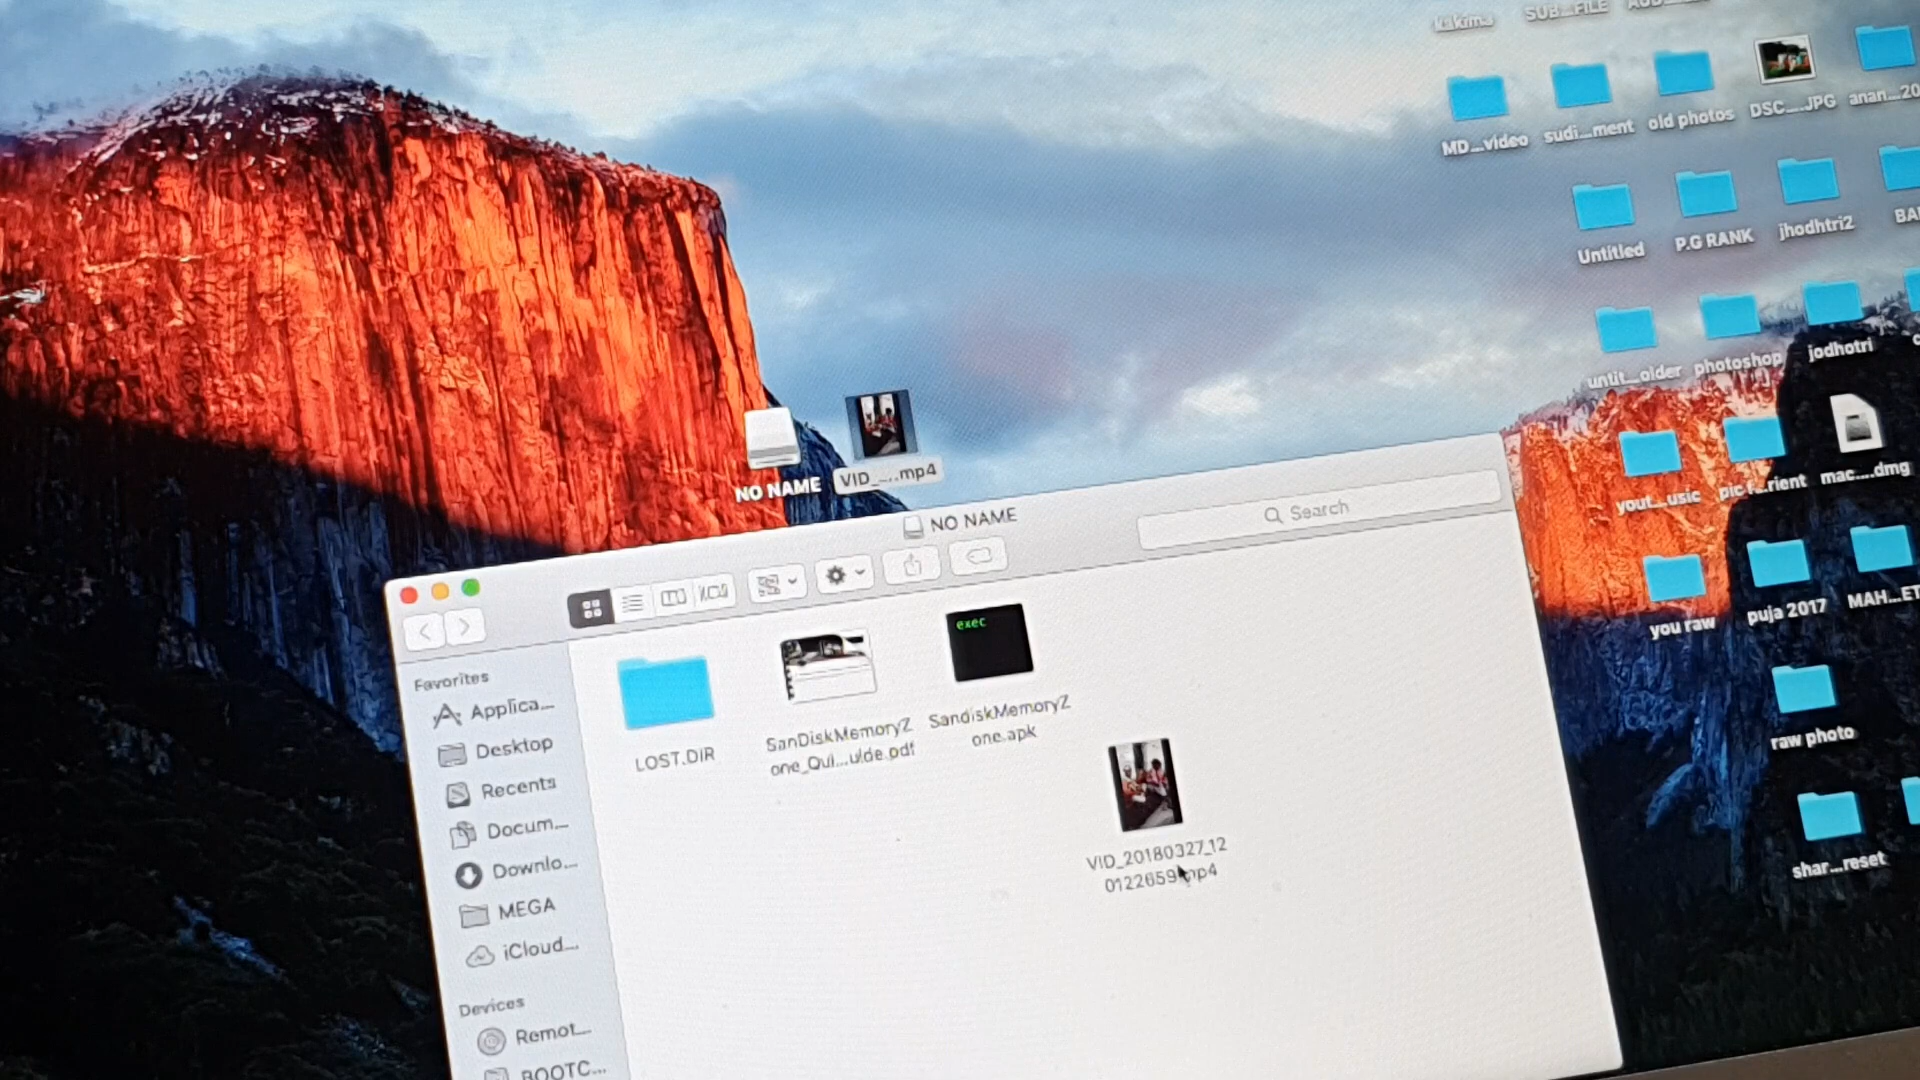 SUB...FILE
MD...video
sudi...ment
old photos
DSC....JPG
anan...20
Untitled
P.G RANK
jhodhtri2
untit...older
photoshop
jodhotri
NO NAME
VID_....mp4
yout...usic
mac....dmg
NO NAME
Search
you raw
puja 2017
MAH...ET
raw photo
shar...reset
exec
LOST.DIR
SanDiskMemoryZ
one_Qui...uide.pdf
SandiskMemoryZ
one.apk
VID_20180327_12
0122659.mp4
Favorites
Applica...
Desktop
Recents
Docum...
Downlo...
MEGA
iCloud...
Devices
Remot...
BOOTC...